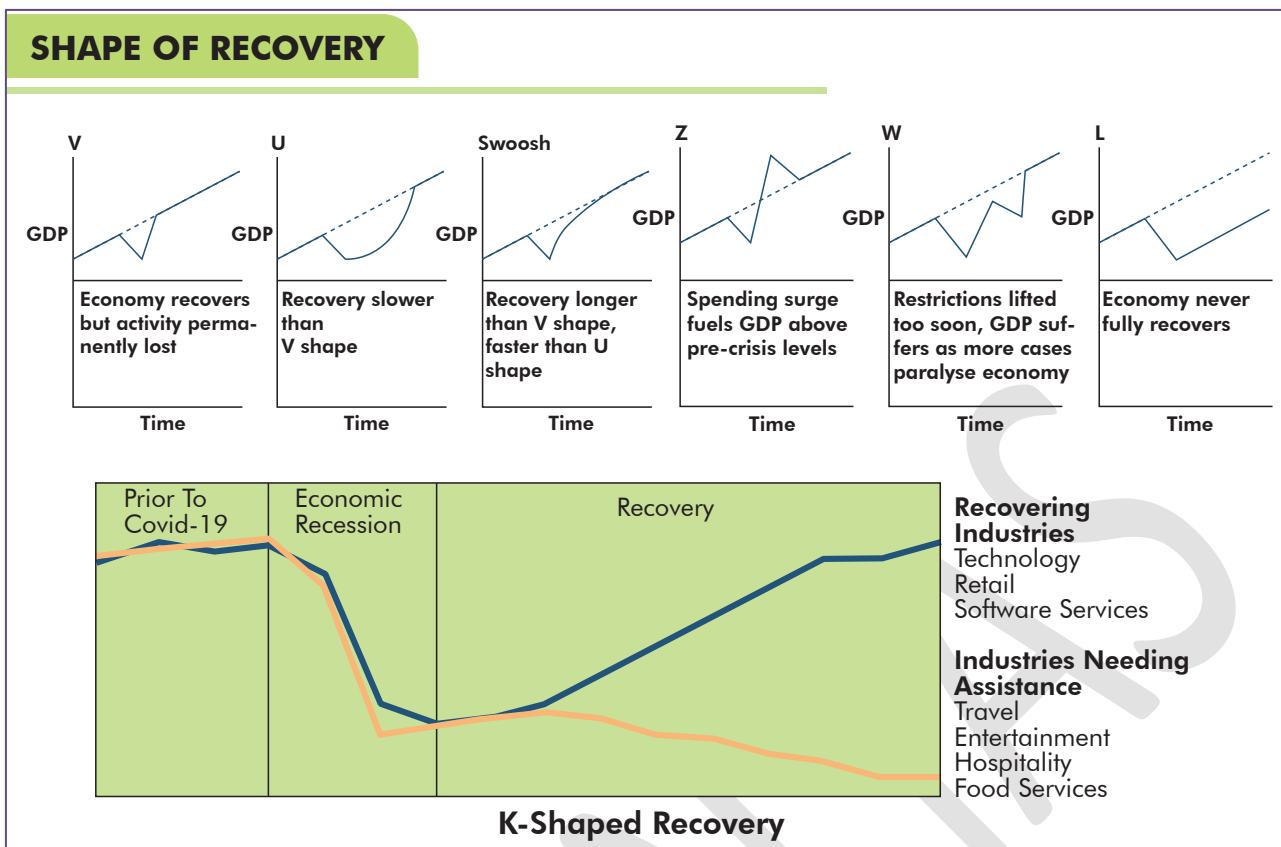 SHAPE OF RECOVERY
V
GDP
Economy recovers
but activity perma-
nently lost
Time
U
GDP
Recovery slower
than
V shape
Time
Swoosh
GDP
Recovery longer
than V shape,
faster than U
shape
Time
Z
GDP
Spending surge
fuels GDP above
pre-crisis levels
Time
W
GDP
Restrictions lifted
too soon, GDP suf-
fers as more cases
paralyse economy
Time
L
GDP
Economy never
fully recovers
Time
Prior To
Covid-19
Economic
Recession
Recovery
Recovering
Industries
Technology
Retail
Software Services
Industries Needing
Assistance
Travel
Entertainment
Hospitality
Food Services
K-Shaped Recovery